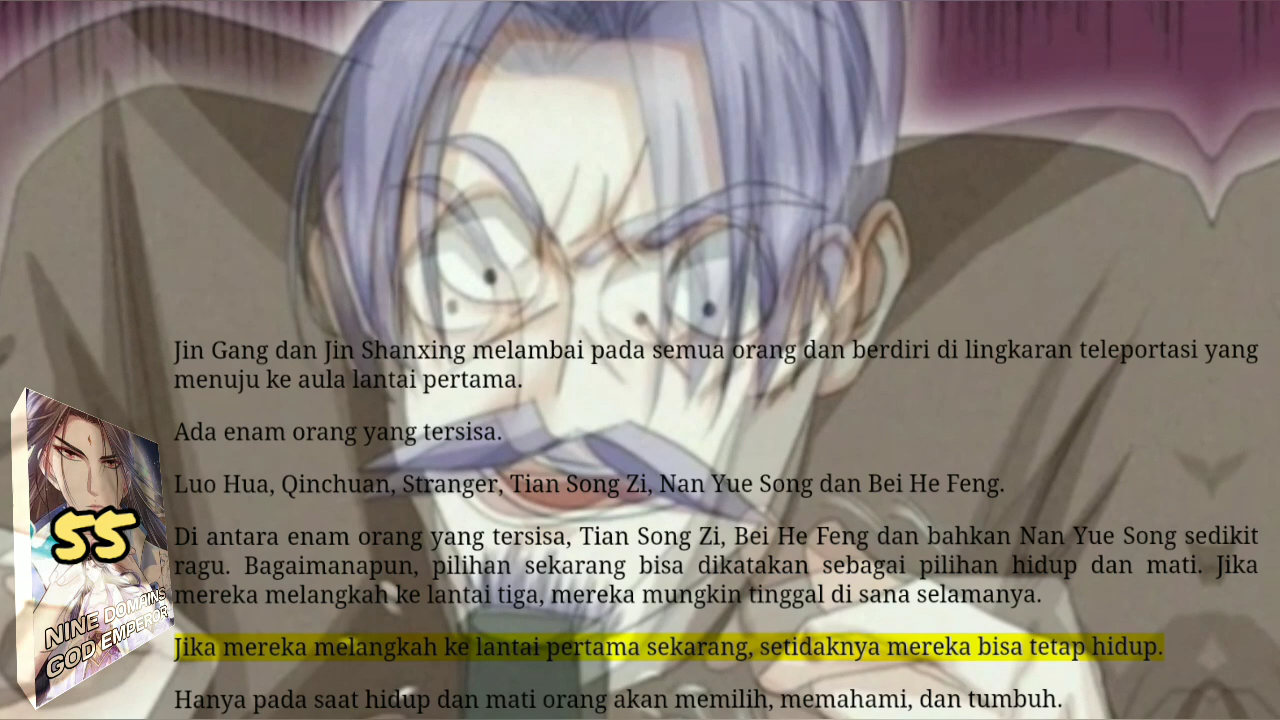 Jin Gang dan Jin Shanxing melambai pada semua orang dan berdiri di lingkaran teleportasi yang
menuju ke aula lantai pertama.
Ada enam orang yang tersisa.
Luo Hua, Qinchuan, Stranger, Tian Song Zi, Nan Yue Song dan Bei He Feng.
Di antara enam orang yang tersisa, Tian Song Zi, Bei He Feng dan bahkan Nan Yue Song sedikit
ragu. Bagaimanapun, pilihan sekarang bisa dikatakan sebagai pilihan hidup dan mati. Jika
mereka melangkah ke lantai tiga, mereka mungkin tinggal di sana selamanya.
Jika mereka melangkah ke lantai pertama sekarang, setidaknya mereka bisa tetap hidup.
Hanya pada saat hidup dan mati orang akan memilih, memahami, dan tumbuh.
55
NINE DOMAINS
GOD EMPEROR